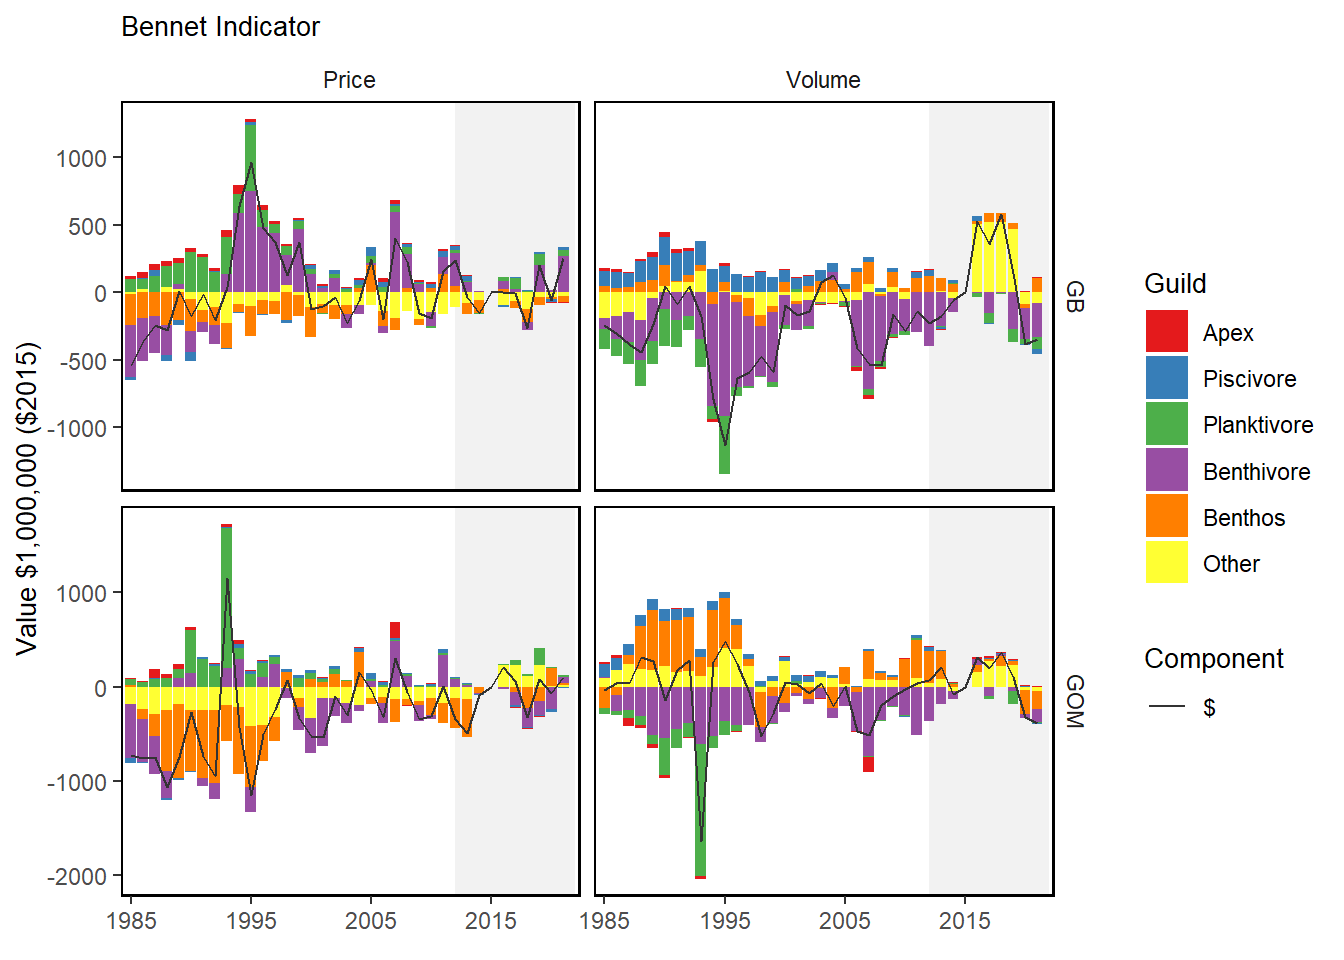 Bennet Indicator
Price
Volume
Value $1,000,000 ($2015)
1000
500
0
-500
-1000
GB
1000
0
-1000
-2000
GOM
1985
1995
2005
2015
1985
1995
2005
2015
Guild
Apex
Piscivore
Planktivore
Benthivore
Benthos
Other
Component
$